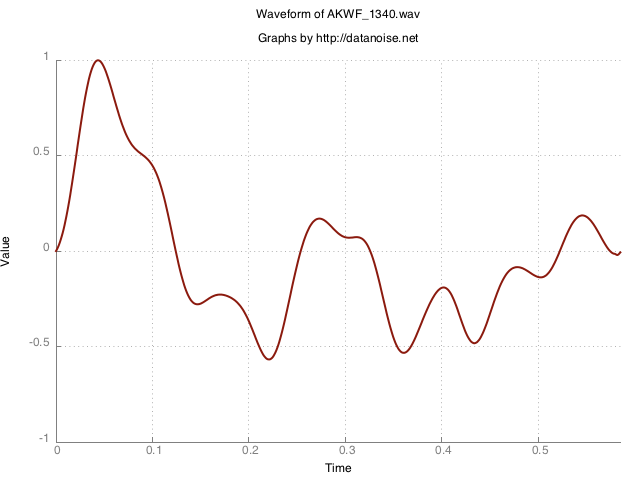 Waveform of AKWF_1340.wav
Graphs by http://datanoise.net
1
0.5
0
-0.5
-1
Value
0 0.1 0.2 0.3 0.4 0.5
Time